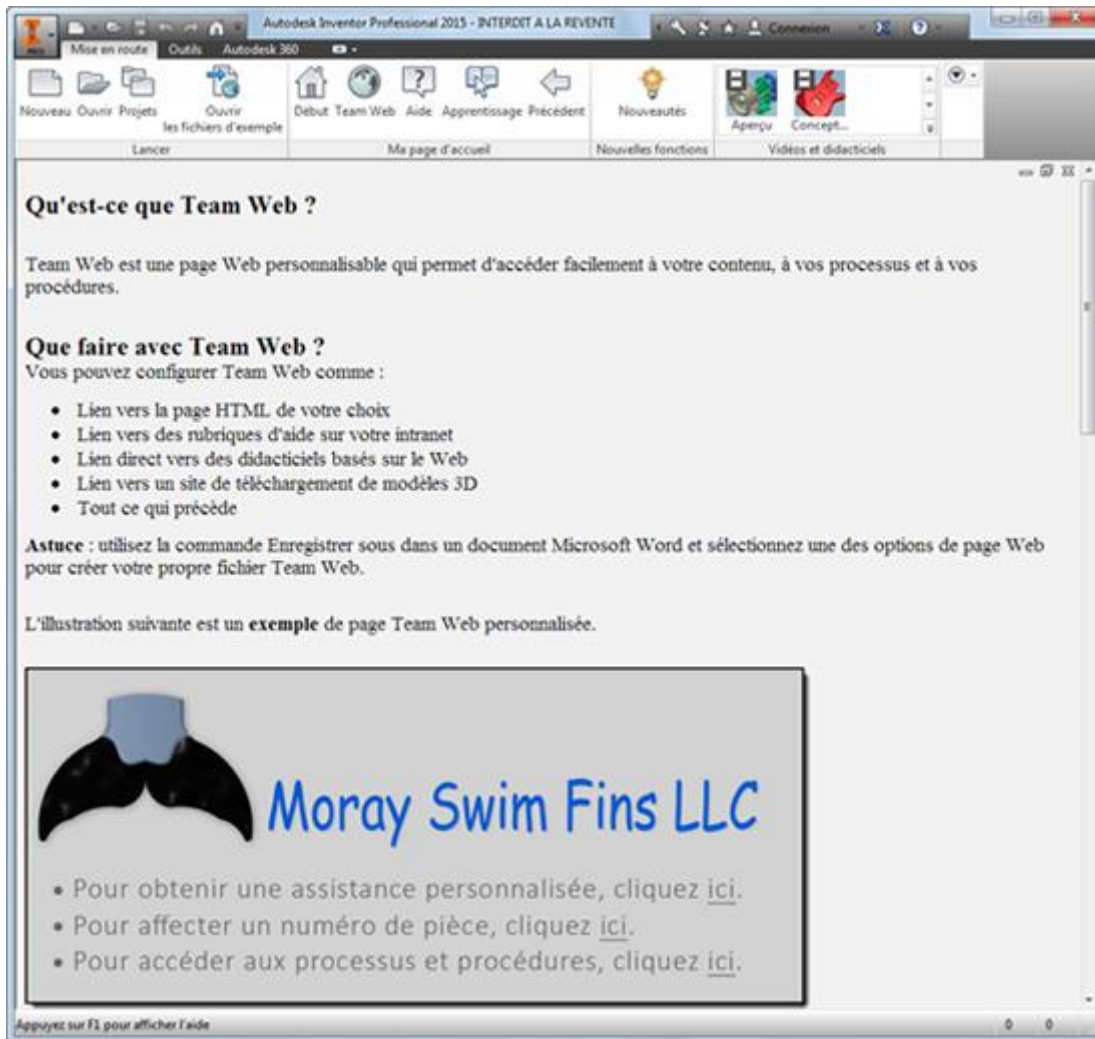 Autodesk Inventor Professional 2015 - INTERDIT A LA REVENTE
Connexion
PRO
Mise en route Outils Autodesk 360
Nouveau Ouvrir Projets Ouvrir les fichiers d'exemple Début Team Web Aide Apprentissage Précédent Nouveautés Aperçu Concept...
Lancer Ma page d'accueil Nouvelles fonctions Vidéos et didacticiels
Qu'est-ce que Team Web ?
Team Web est une page Web personnalisable qui permet d'accéder facilement à votre contenu, à vos processus et à vos
procédures.
Que faire avec Team Web ?
Vous pouvez configurer Team Web comme :
• Lien vers la page HTML de votre choix
• Lien vers des rubriques d'aide sur votre intranet
• Lien direct vers des didacticiels basés sur le Web
• Lien vers un site de téléchargement de modèles 3D
• Tout ce qui précède
Astuce : utilisez la commande Enregistrer sous dans un document Microsoft Word et sélectionnez une des options de page Web
pour créer votre propre fichier Team Web.
L'illustration suivante est un exemple de page Team Web personnalisée.
Moray Swim Fins LLC
• Pour obtenir une assistance personnalisée, cliquez ici.
• Pour affecter un numéro de pièce, cliquez ici.
• Pour accéder aux processus et procédures, cliquez ici.
Appuyez sur F1 pour afficher l'aide 0 0